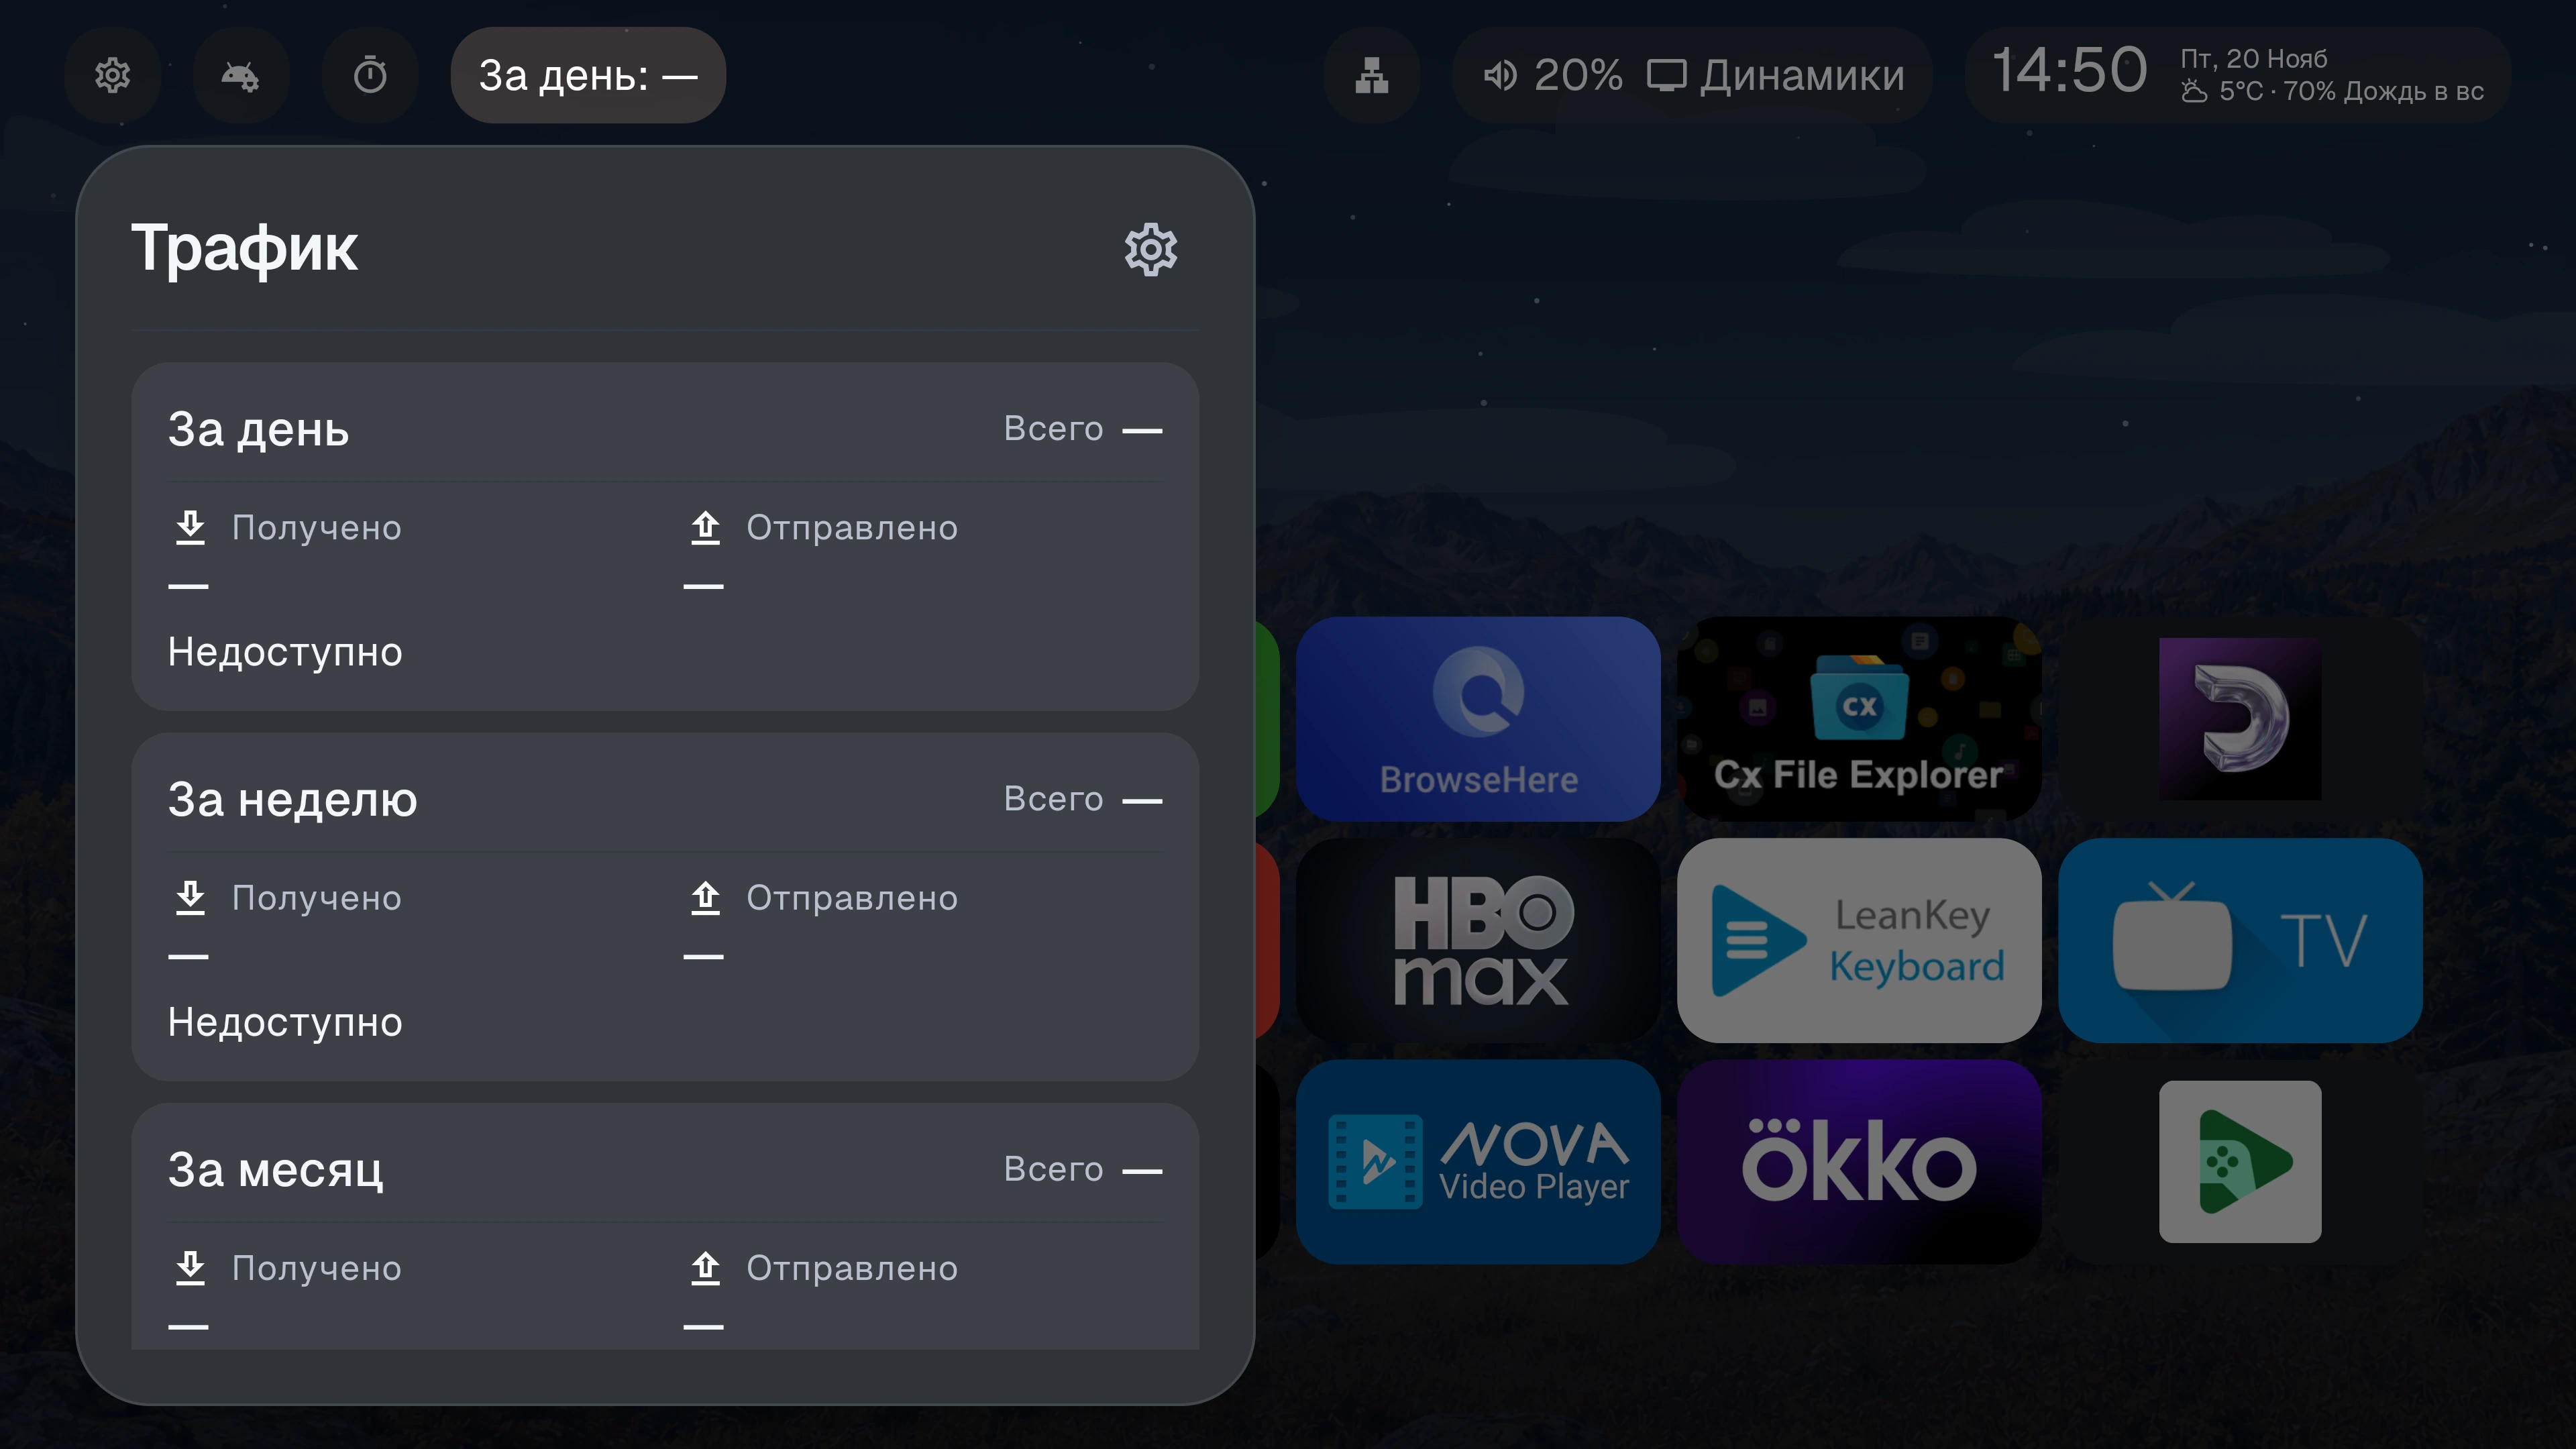 За день: —
20% Динамики
14:50
Пт, 20 Нояб
5°C · 70% Дождь в вс
Трафик
За день
Всего —
Получено
Отправлено
—
—
Недоступно
За неделю
Всего —
Получено
Отправлено
—
—
Недоступно
За месяц
Всего —
Получено
Отправлено
—
—
BrowseHere
CX
Cx File Explorer
HBO
max
LeanKey
Keyboard
TV
NOVA
Video Player
okko